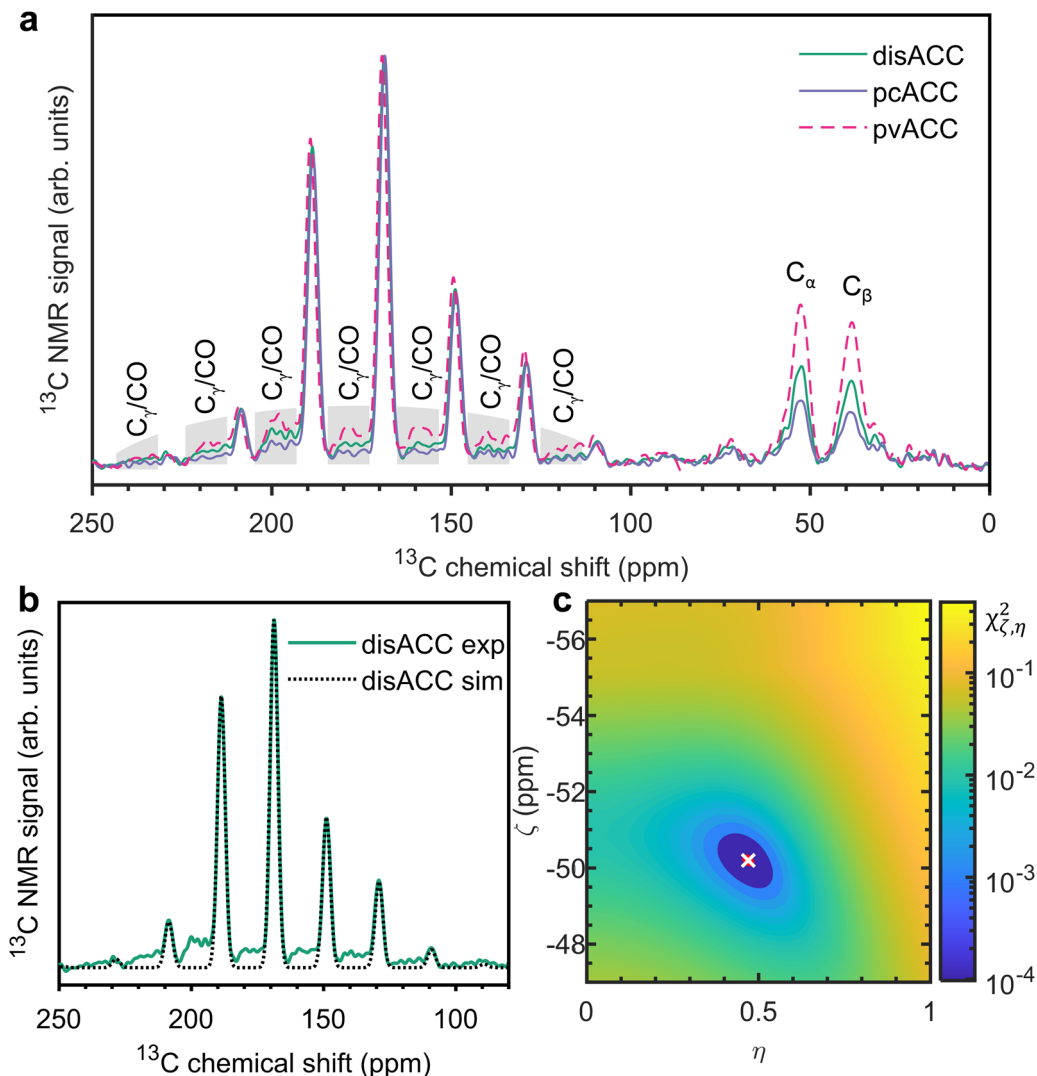 a
disACC
pcACC
pvACC
¹³C NMR signal (arb. units)
Cγ/CO
Cγ/CO
Cγ/CO
Cγ/CO
Cγ/CO
Cγ/CO
Cγ/CO
Cα
Cβ
250 200 150 100 50 0
¹³C chemical shift (ppm)
b
disACC exp
disACC sim
¹³C NMR signal (arb. units)
250 200 150 100
¹³C chemical shift (ppm)
c
χ²ζ,η
-56
-54
-52
-50
-48
ζ (ppm)
0 0.5 1
η
10⁻¹
10⁻²
10⁻³
10⁻⁴